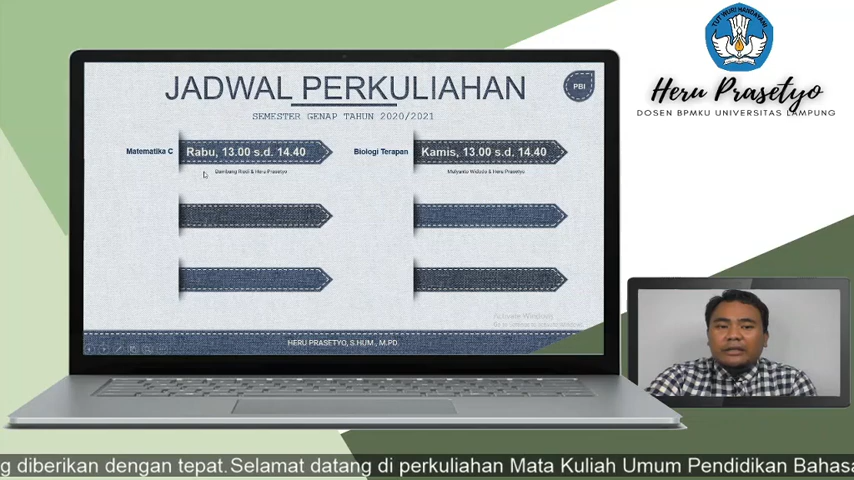 TUT WURI HANDAYANI
Heru Prasetyo
DOSEN BPMKU UNIVERSITAS LAMPUNG
JADWAL PERKULIAHAN
PBI
SEMESTER GENAP TAHUN 2020/2021
Matematika C
Rabu, 13.00 s.d. 14.40
Bambang Riadi & Heru Prasetyo
Biologi Terapan
Kamis, 13.00 s.d. 14.40
Mulyanto Widodo & Heru Prasetyo
Activate Windows
HERU PRASETYO, S.HUM., M.PD.
g diberikan dengan tepat.Selamat datang di perkuliahan Mata Kuliah Umum Pendidikan Bahasa